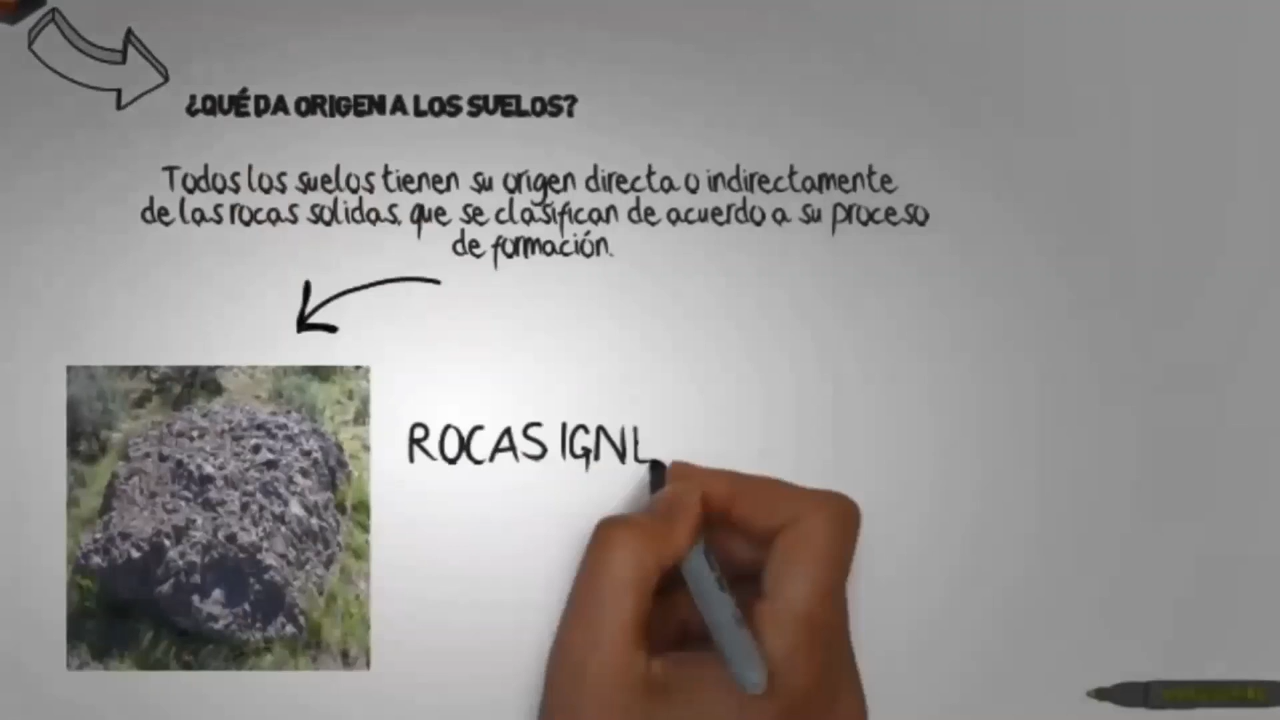 ¿QUÉ DA ORIGEN A LOS SUELOS?
Todos los suelos tienen su origen directa o indirectamente
de las rocas solidas, que se clasifican de acuerdo a su proceso
de formación.
ROCAS IGNL